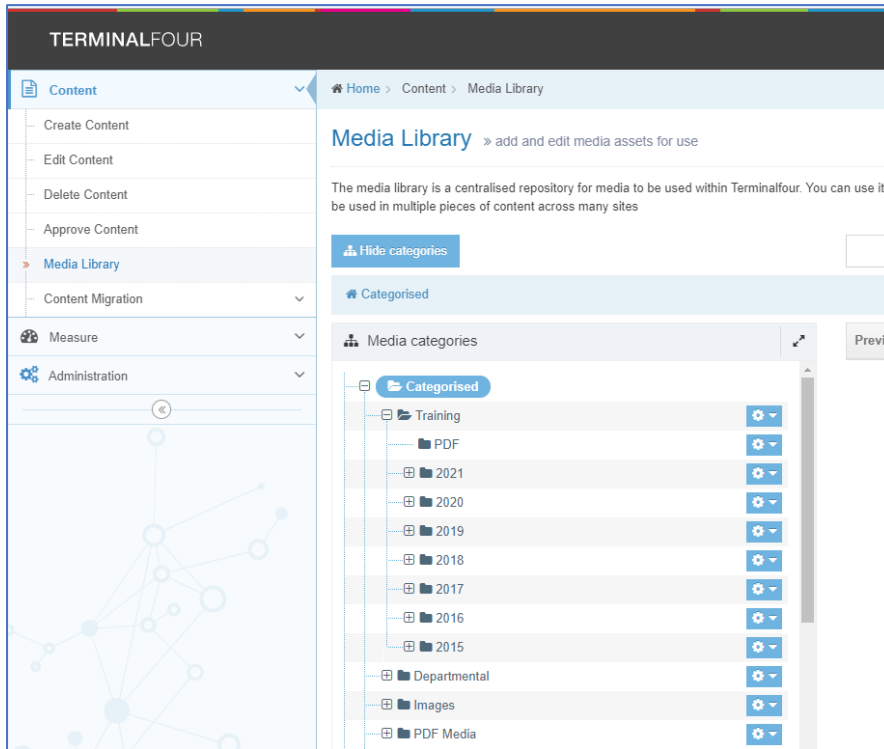 TERMINALFOUR
Content
Create Content
Edit Content
Delete Content
Approve Content
Media Library
Content Migration
Measure
Administration
Home > Content > Media Library
Media Library » add and edit media assets for use
The media library is a centralised repository for media to be used within Terminalfour. You can use it
be used in multiple pieces of content across many sites
Hide categories
Categorised
Media categories
Previ
Categorised
Training
PDF
2021
2020
2019
2018
2017
2016
2015
Departmental
Images
PDF Media